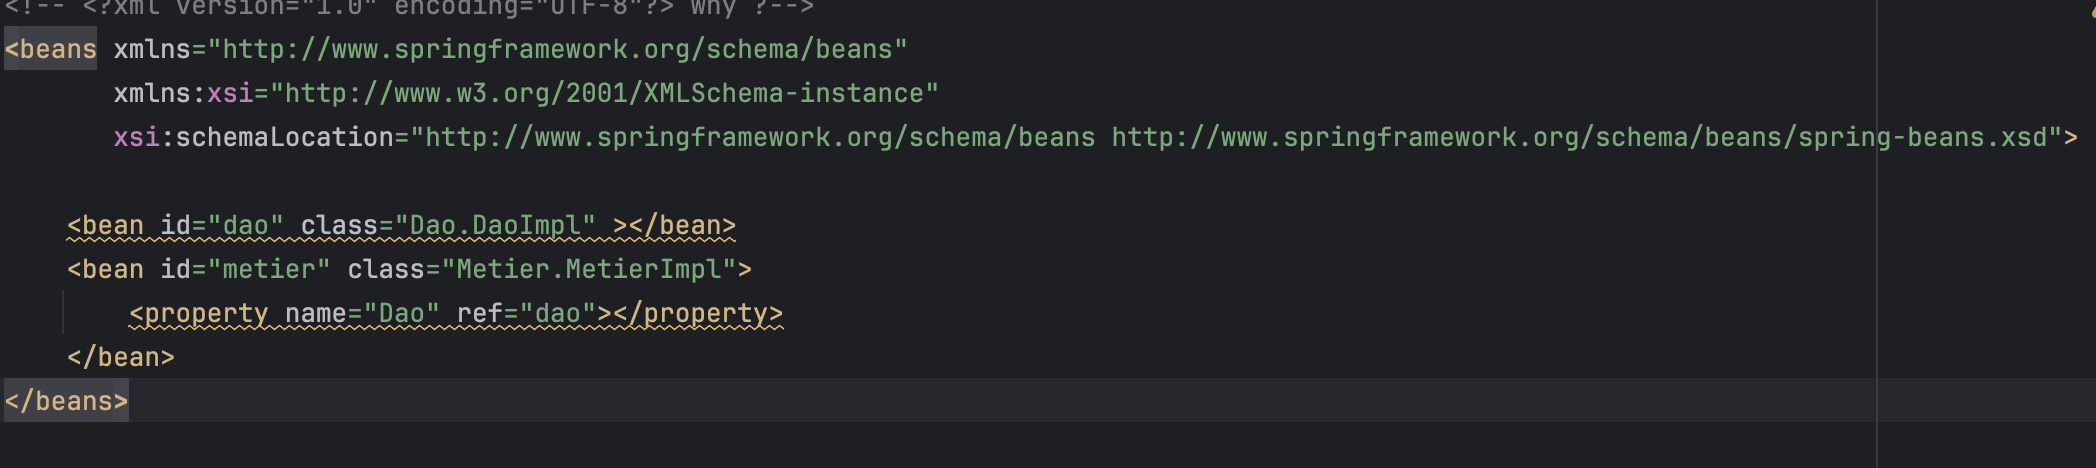 <!-- <?xml version="1.0" encoding="UTF-8"?> Why ?-->
<beans xmlns="http://www.springframework.org/schema/beans"
       xmlns:xsi="http://www.w3.org/2001/XMLSchema-instance"
       xsi:schemaLocation="http://www.springframework.org/schema/beans http://www.springframework.org/schema/beans/spring-beans.xsd">
    <bean id="dao" class="Dao.DaoImpl" ></bean>
    <bean id="metier" class="Metier.MetierImpl">
        <property name="Dao" ref="dao"></property>
    </bean>
</beans>